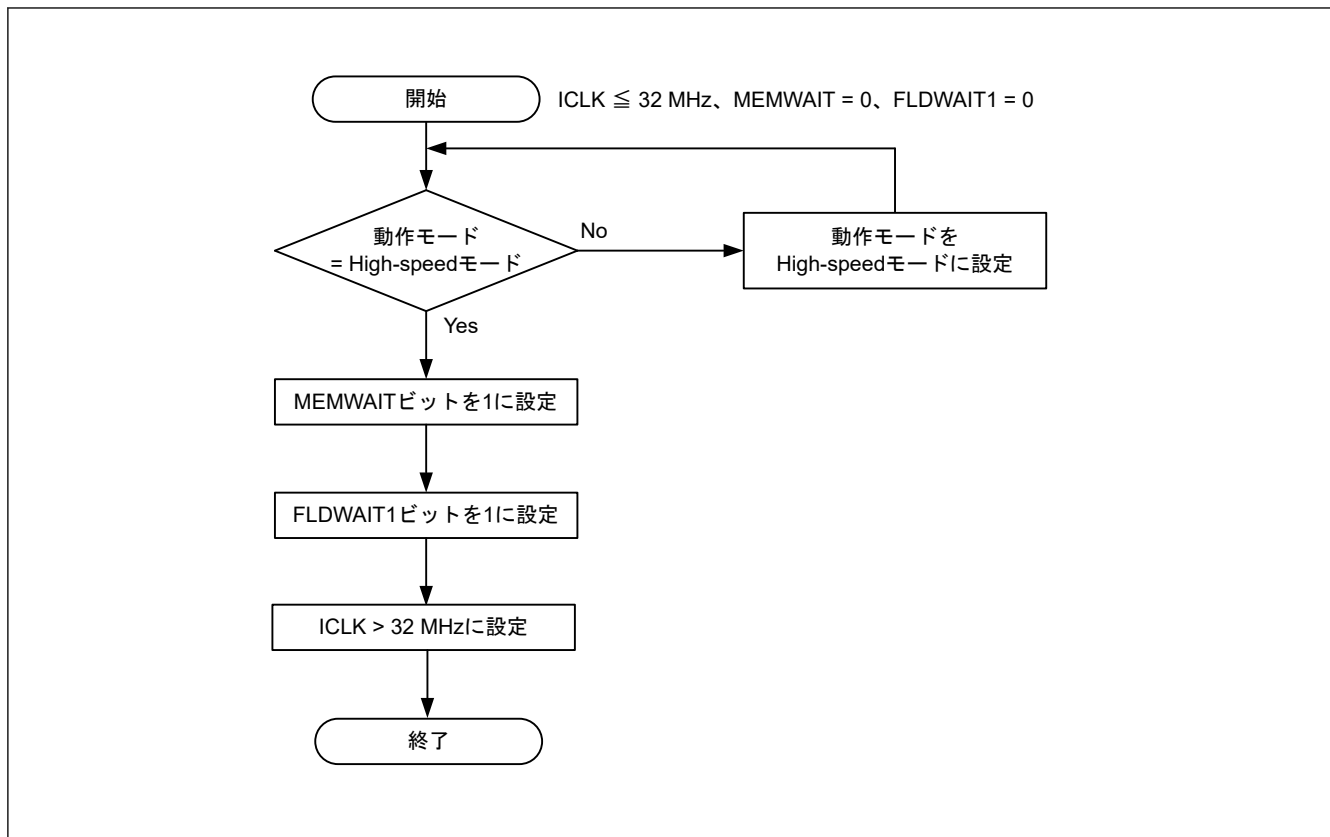 開始
ICLK ≦ 32 MHz、MEMWAIT = 0、FLDWAIT1 = 0
動作モード
= High-speedモード
No
動作モードを
High-speedモードに設定
Yes
MEMWAITビットを1に設定
FLDWAIT1ビットを1に設定
ICLK > 32 MHzに設定
終了